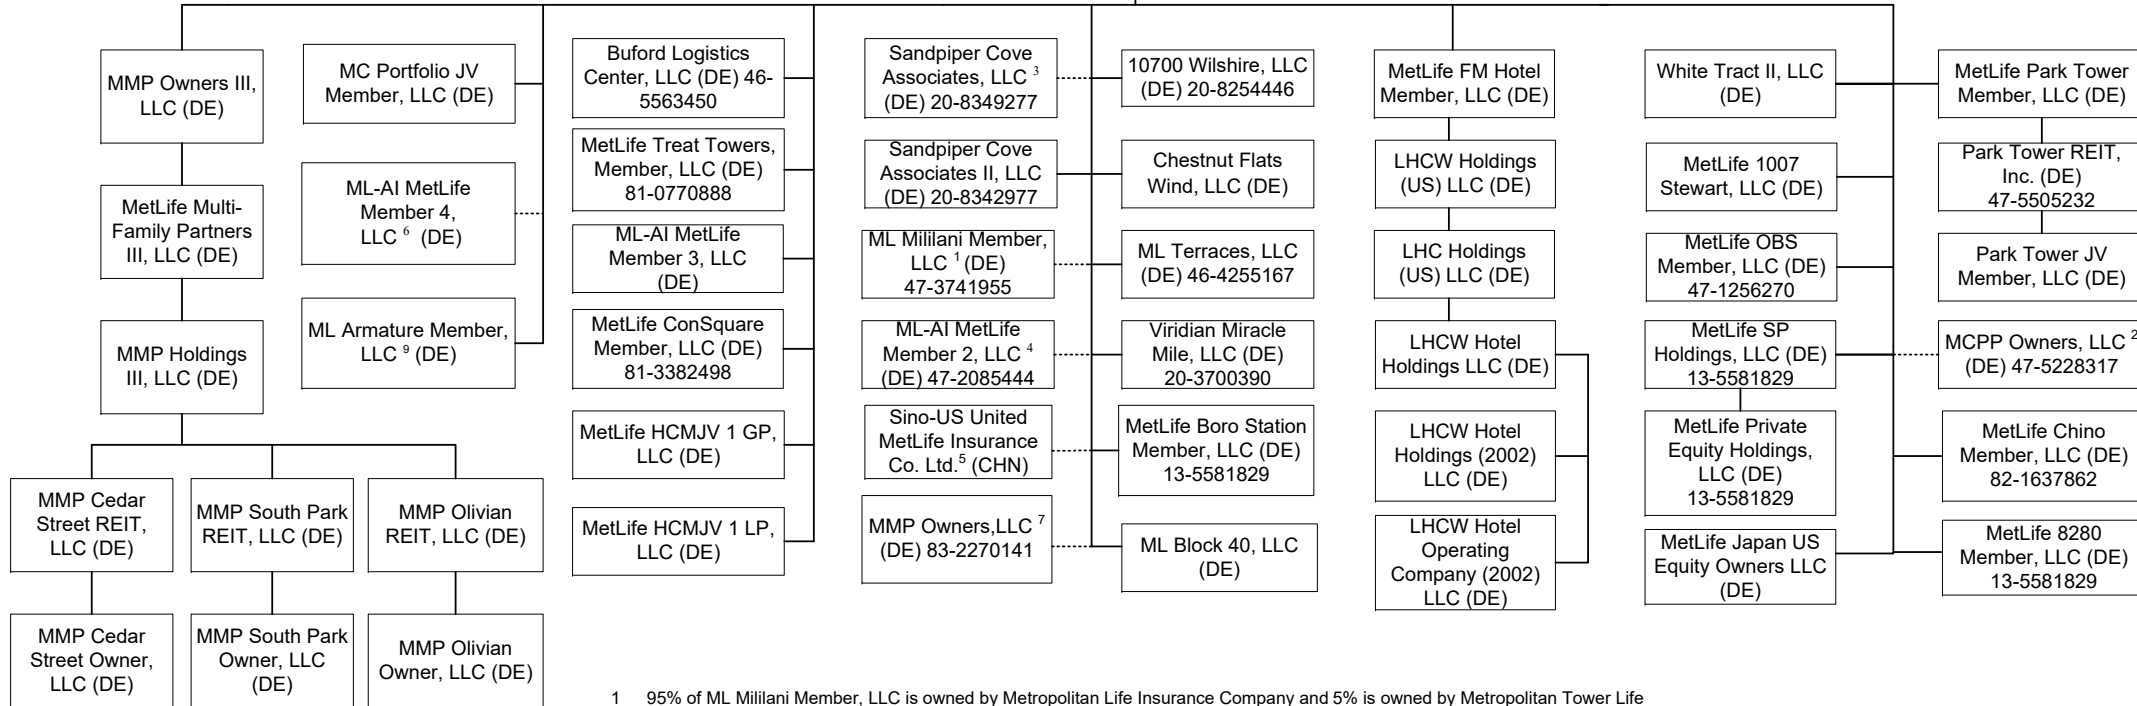 MMP Owners III,
LLC (DE)
MetLife Multi-
Family Partners
III, LLC (DE)
MMP Holdings
III, LLC (DE)
MMP Cedar
Street REIT,
LLC (DE)
MMP South Park
REIT, LLC (DE)
MMP Olivian
REIT, LLC (DE)
MMP Cedar
Street Owner,
LLC (DE)
MMP South Park
Owner, LLC
(DE)
MMP Olivian
Owner, LLC (DE)
MC Portfolio JV
Member, LLC (DE)
ML-AI MetLife
Member 4,
LLC 6 (DE)
ML Armature Member,
LLC 9 (DE)
Buford Logistics
Center, LLC (DE) 46-
5563450
MetLife Treat Towers,
Member, LLC (DE)
81-0770888
ML-AI MetLife
Member 3, LLC
(DE)
MetLife ConSquare
Member, LLC (DE)
81-3382498
MetLife HCMJV 1 GP,
LLC (DE)
MetLife HCMJV 1 LP,
LLC (DE)
Sandpiper Cove
Associates, LLC 3
(DE) 20-8349277
Sandpiper Cove
Associates II, LLC
(DE) 20-8342977
ML Mililani Member,
LLC 1 (DE)
47-3741955
ML-AI MetLife
Member 2, LLC 4
(DE) 47-2085444
Sino-US United
MetLife Insurance
Co. Ltd.5 (CHN)
MMP Owners,LLC 7
(DE) 83-2270141
10700 Wilshire, LLC
(DE) 20-8254446
Chestnut Flats
Wind, LLC (DE)
ML Terraces, LLC
(DE) 46-4255167
Viridian Miracle
Mile, LLC (DE)
20-3700390
MetLife Boro Station
Member, LLC (DE)
13-5581829
ML Block 40, LLC
(DE)
MetLife FM Hotel
Member, LLC (DE)
LHCW Holdings
(US) LLC (DE)
LHC Holdings
(US) LLC (DE)
LHCW Hotel
Holdings LLC (DE)
LHCW Hotel
Holdings (2002)
LLC (DE)
LHCW Hotel
Operating
Company (2002)
LLC (DE)
White Tract II, LLC
(DE)
MetLife 1007
Stewart, LLC (DE)
MetLife OBS
Member, LLC (DE)
47-1256270
MetLife SP
Holdings, LLC (DE)
13-5581829
MetLife Private
Equity Holdings,
LLC (DE)
13-5581829
MetLife Japan US
Equity Owners LLC
(DE)
MetLife Park Tower
Member, LLC (DE)
Park Tower REIT,
Inc. (DE)
47-5505232
Park Tower JV
Member, LLC (DE)
MCPP Owners, LLC 2
(DE) 47-5228317
MetLife Chino
Member, LLC (DE)
82-1637862
MetLife 8280
Member, LLC (DE)
13-5581829
1 95% of ML Mililani Member, LLC is owned by Metropolitan Life Insurance Company and 5% is owned by Metropolitan Tower Life